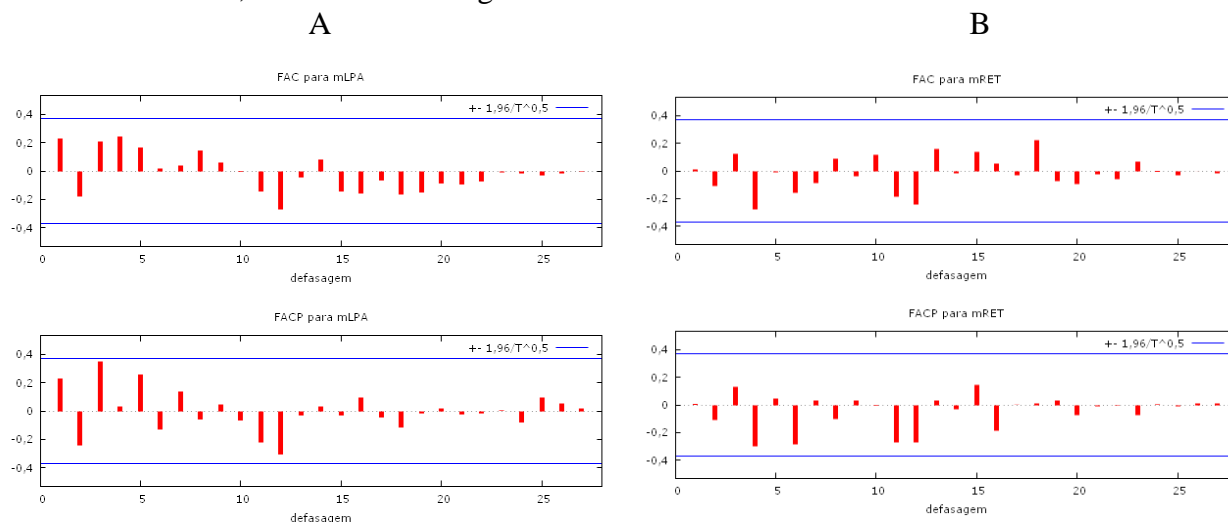 A
FAC para mLPA
+- 1,96/T^0,5
0,4
0,2
0
-0,2
-0,4
0 5 10 15 20 25
defasagem
FACP para mLPA
+- 1,96/T^0,5
0,4
0,2
0
-0,2
-0,4
0 5 10 15 20 25
defasagem
B
FAC para mRET
+- 1,96/T^0,5
0,4
0,2
0
-0,2
-0,4
0 5 10 15 20 25
defasagem
FACP para mRET
+- 1,96/T^0,5
0,4
0,2
0
-0,2
-0,4
0 5 10 15 20 25
defasagem